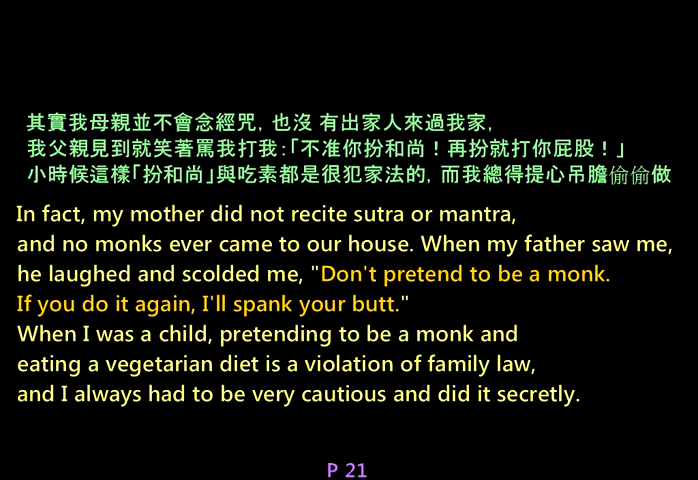 其實我母親並不會念經咒, 也沒 有出家人來過我家,
我父親見到就笑著罵我打我:「不准你扮和尚！再扮就打你屁股！」
小時候這樣「扮和尚」與吃素都是很犯家法的, 而我總得提心吊膽偷偷做
In fact, my mother did not recite sutra or mantra,
and no monks ever came to our house. When my father saw me,
he laughed and scolded me, "Don't pretend to be a monk.
If you do it again, I'll spank your butt."
When I was a child, pretending to be a monk and
eating a vegetarian diet is a violation of family law,
and I always had to be very cautious and did it secretly.
P 21